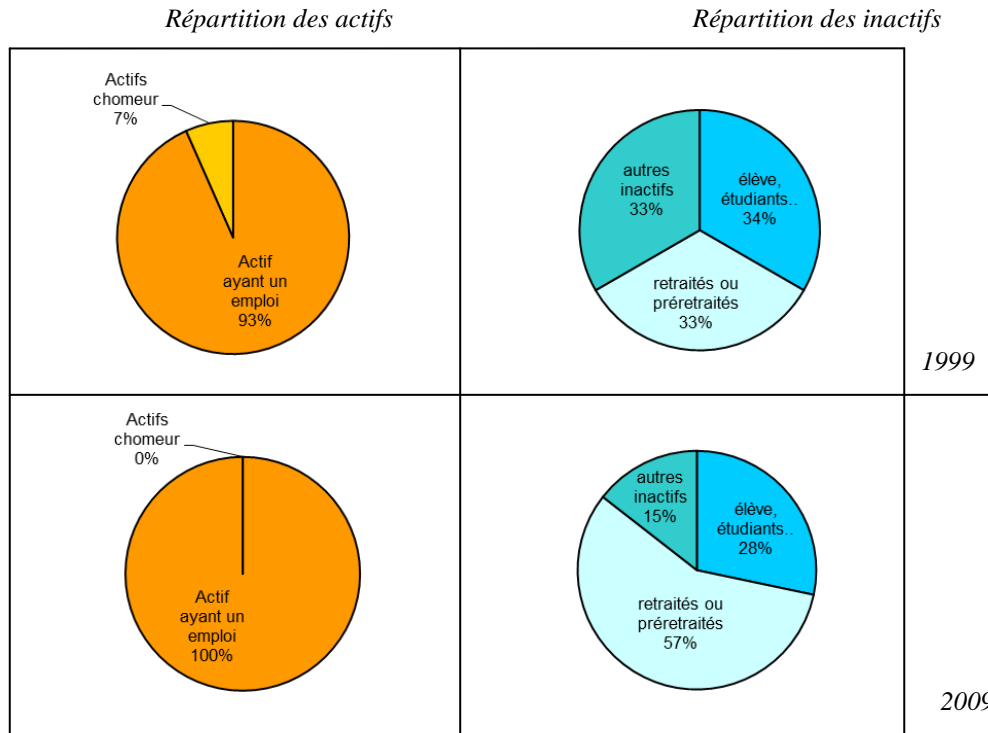 Répartition des actifs
Répartition des inactifs
Actifs
chomeur
7%
Actif
ayant un
emploi
93%
autres
inactifs
33%
élève,
étudiants..
34%
retraités ou
préretraités
33%
1999
Actifs
chomeur
0%
Actif
ayant un
emploi
100%
autres
inactifs
15%
élève,
étudiants..
28%
retraités ou
préretraités
57%
2009